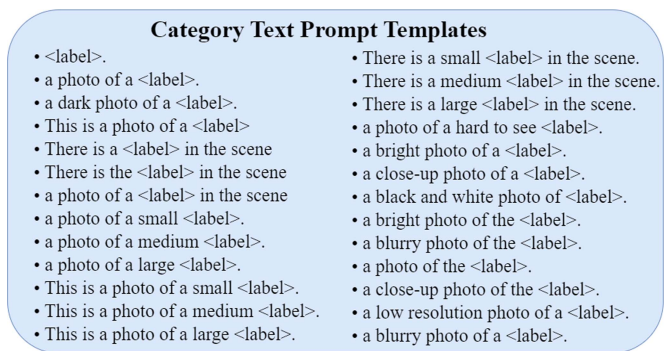 Category Text Prompt Templates
• <label>.
• a photo of a <label>.
• a dark photo of a <label>.
• This is a photo of a <label>
• There is a <label> in the scene
• There is the <label> in the scene
• a photo of a <label> in the scene
• a photo of a small <label>.
• a photo of a medium <label>.
• a photo of a large <label>.
• This is a photo of a small <label>.
• This is a photo of a medium <label>.
• This is a photo of a large <label>.
• There is a small <label> in the scene.
• There is a medium <label> in the scene.
• There is a large <label> in the scene.
• a photo of a hard to see <label>.
• a bright photo of a <label>.
• a close-up photo of a <label>.
• a black and white photo of <label>.
• a bright photo of the <label>.
• a blurry photo of the <label>.
• a photo of the <label>.
• a close-up photo of the <label>.
• a low resolution photo of a <label>.
• a blurry photo of a <label>.